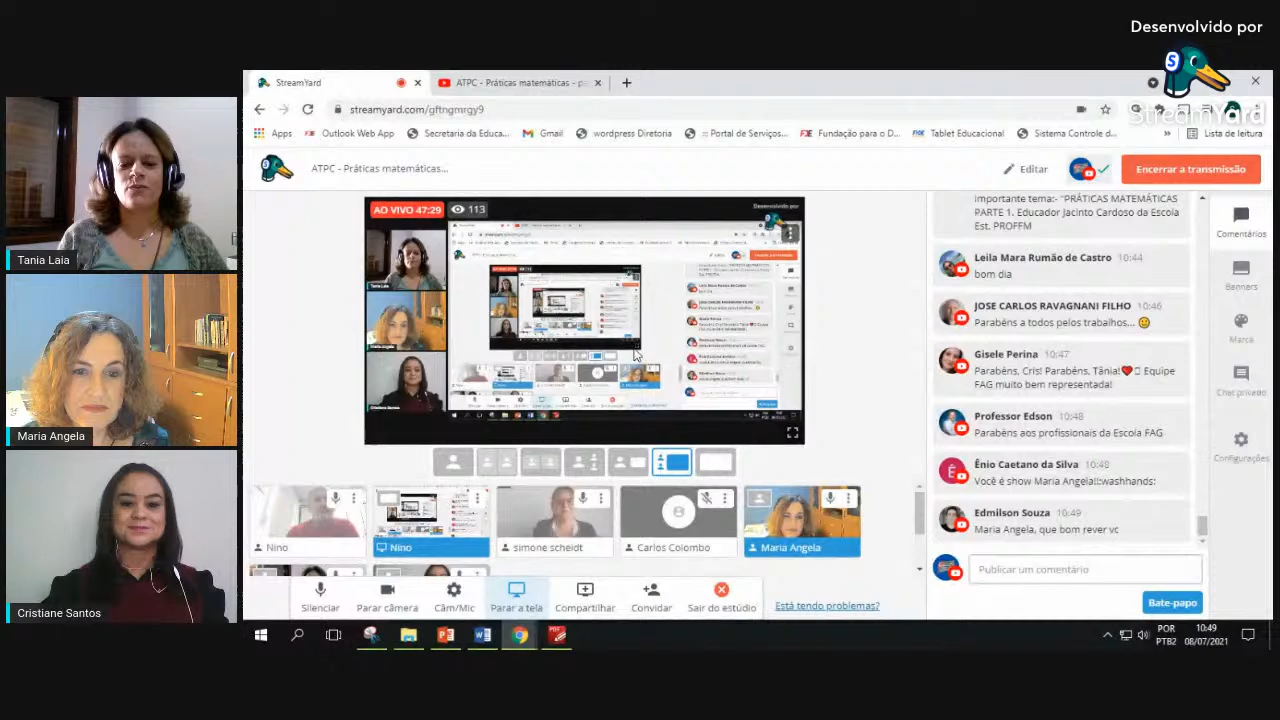 Desenvolvido por
StreamYard
StreamYard
ATPC - Práticas matemáticas - p
streamyard.com/gftngmrgy9
Apps
Outlook Web App
Secretaria da Educa...
Gmail
wordpress Diretoria
:: Portal de Serviços...
Fundação para o D...
Tablet Educacional
Sistema Controle d...
Lista de leitura
ATPC - Práticas matemáticas...
Editar
Encerrar a transmissão
AO VIVO 47:29
113
Desenvolvido por
Tania Laia
Maria Angela
Cristiane Santos
Importante tema:- "PRÁTICAS MATEMÁTICAS
PARTE 1. Educador Jacinto Cardoso da Escola
Est. PROFFM
Leila Mara Rumão de Castro 10:44
bom dia
JOSE CARLOS RAVAGNANI FILHO 10:46
Parabéns a todos pelos trabalhos...
Gisele Perina 10:47
Parabéns, Cris! Parabéns, Tânia! Equipe
FAG muito bem representada!
Professor Edson 10:48
Parabéns aos profissionais da Escola FAG
Ênio Caetano da Silva 10:48
Você é show Maria Angela!:washhands:
Edmilson Souza 10:49
Maria Angela, que bom rever vc
Publicar um comentário
Bate-papo
Comentários
Banners
Marca
Chat privado
Configurações
Nino
Nino
simone scheidt
Carlos Colombo
Maria Angela
Silenciar
Parar câmera
Câm/Mic
Parar a tela
Compartilhar
Convidar
Sair do estúdio
Está tendo problemas?
POR
PTB2
10:49
08/07/2021